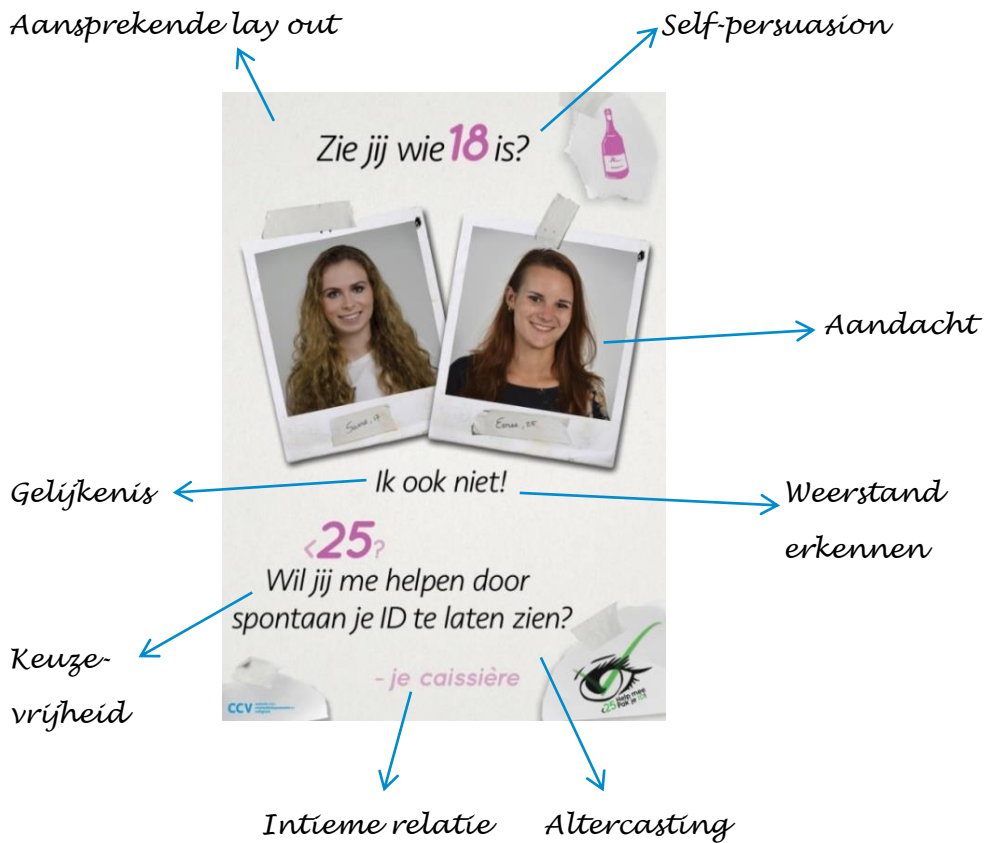 Aansprekende lay out
Self-persuasion
Zie jij wie 18 is?
Aandacht
Gelijkenis
Ik ook niet!
Weerstand
erkennen
<25?
Wil jij me helpen door
spontaan je ID te laten zien?
Keuze-
vrijheid
- je caissière
CCV
<25 Help mee
Pak je ID!
Intieme relatie
Altercasting